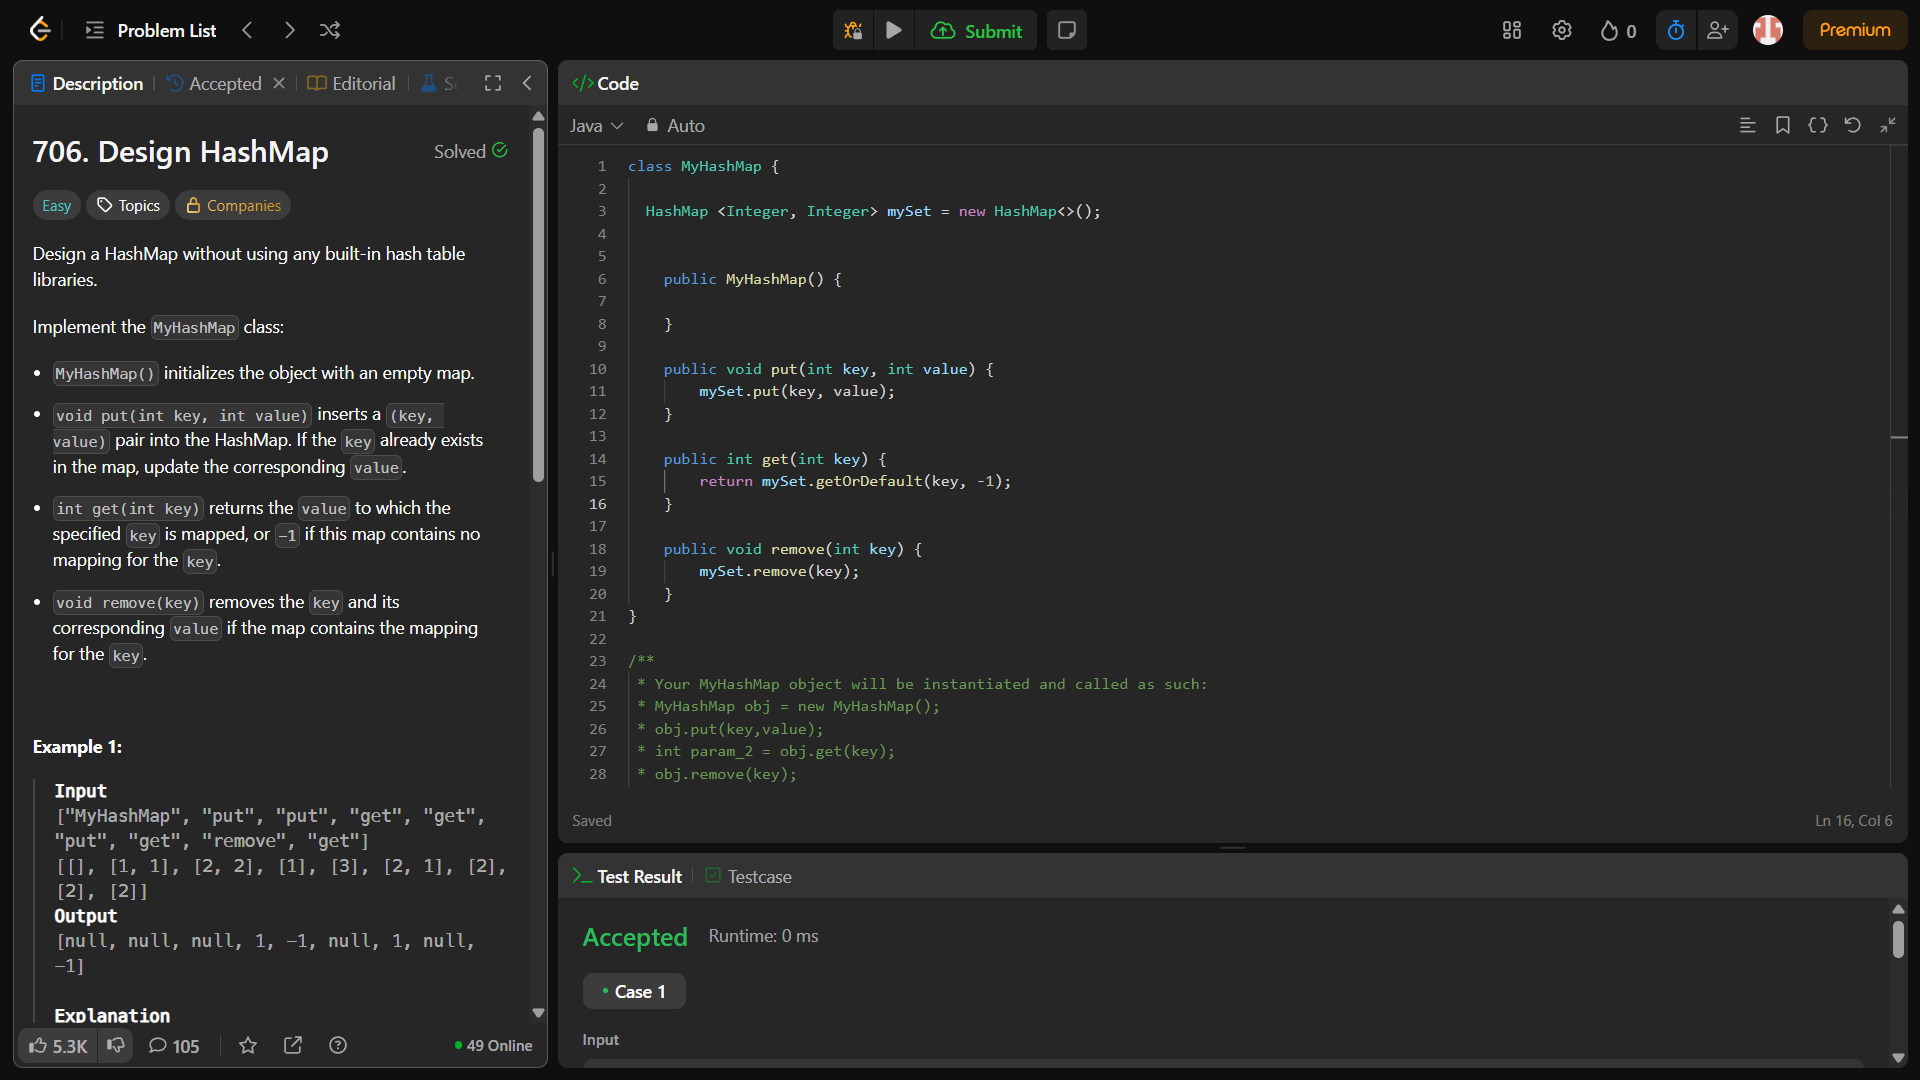 Problem List
Submit
0
Premium
Description
Accepted
Editorial
706. Design HashMap
Solved
Easy
Topics
Companies
Design a HashMap without using any built-in hash table
libraries.
Implement the MyHashMap class:
• MyHashMap() initializes the object with an empty map.
• void put(int key, int value) inserts a (key,
value) pair into the HashMap. If the key already exists
in the map, update the corresponding value.
• int get(int key) returns the value to which the
specified key is mapped, or -1 if this map contains no
mapping for the key.
• void remove(key) removes the key and its
corresponding value if the map contains the mapping
for the key.
Example 1:
Input
["MyHashMap", "put", "put", "get", "get",
"put", "get", "remove", "get"]
[[], [1, 1], [2, 2], [1], [3], [2, 1], [2],
[2], [2]]
Output
[null, null, null, 1, -1, null, 1, null,
-1]
Explanation
5.3K
105
49 Online
</>Code
Java
Auto
1 class MyHashMap {
2
3 HashMap <Integer, Integer> mySet = new HashMap<>();
4
5
6 public MyHashMap() {
7
8 }
9
10 public void put(int key, int value) {
11 mySet.put(key, value);
12 }
13
14 public int get(int key) {
15 return mySet.getOrDefault(key, -1);
16 }
17
18 public void remove(int key) {
19 mySet.remove(key);
20 }
21 }
22
23 /**
24 * Your MyHashMap object will be instantiated and called as such:
25 * MyHashMap obj = new MyHashMap();
26 * obj.put(key,value);
27 * int param_2 = obj.get(key);
28 * obj.remove(key);
Saved
Ln 16, Col 6
Test Result
Testcase
Accepted
Runtime: 0 ms
• Case 1
Input